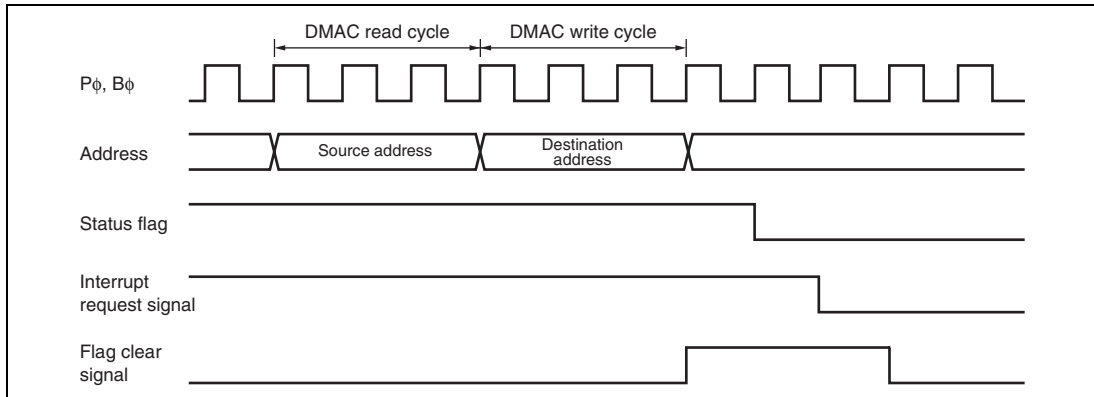 DMAC read cycle DMAC write cycle
Pϕ, Bϕ
Address
Source address
Destination
address
Status flag
Interrupt
request signal
Flag clear
signal